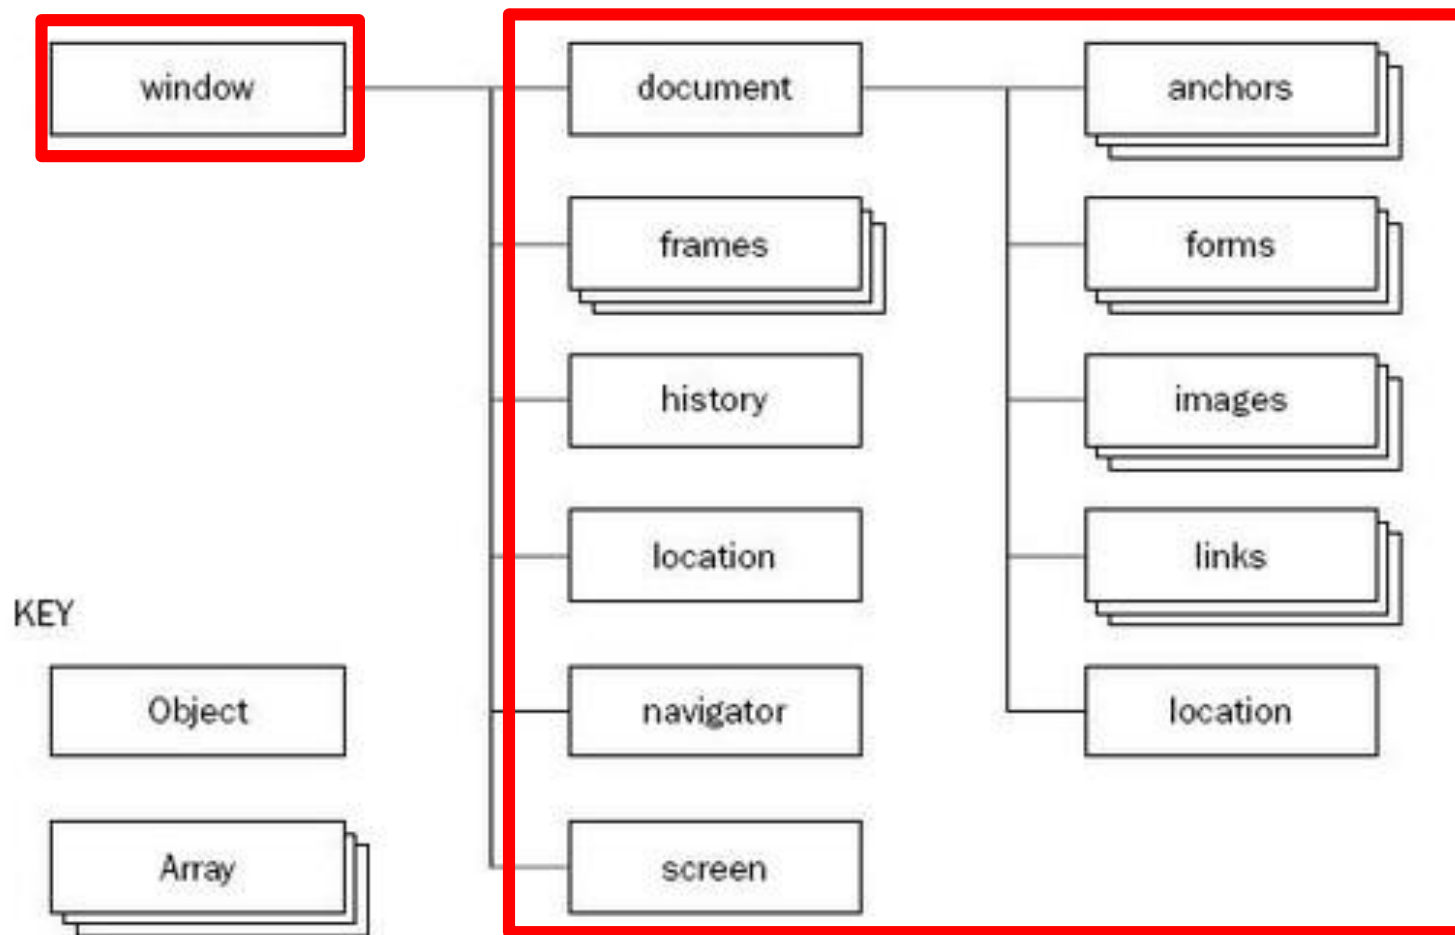 window
document
anchors
frames
forms
history
images
location
links
KEY
Object
navigator
location
Array
screen